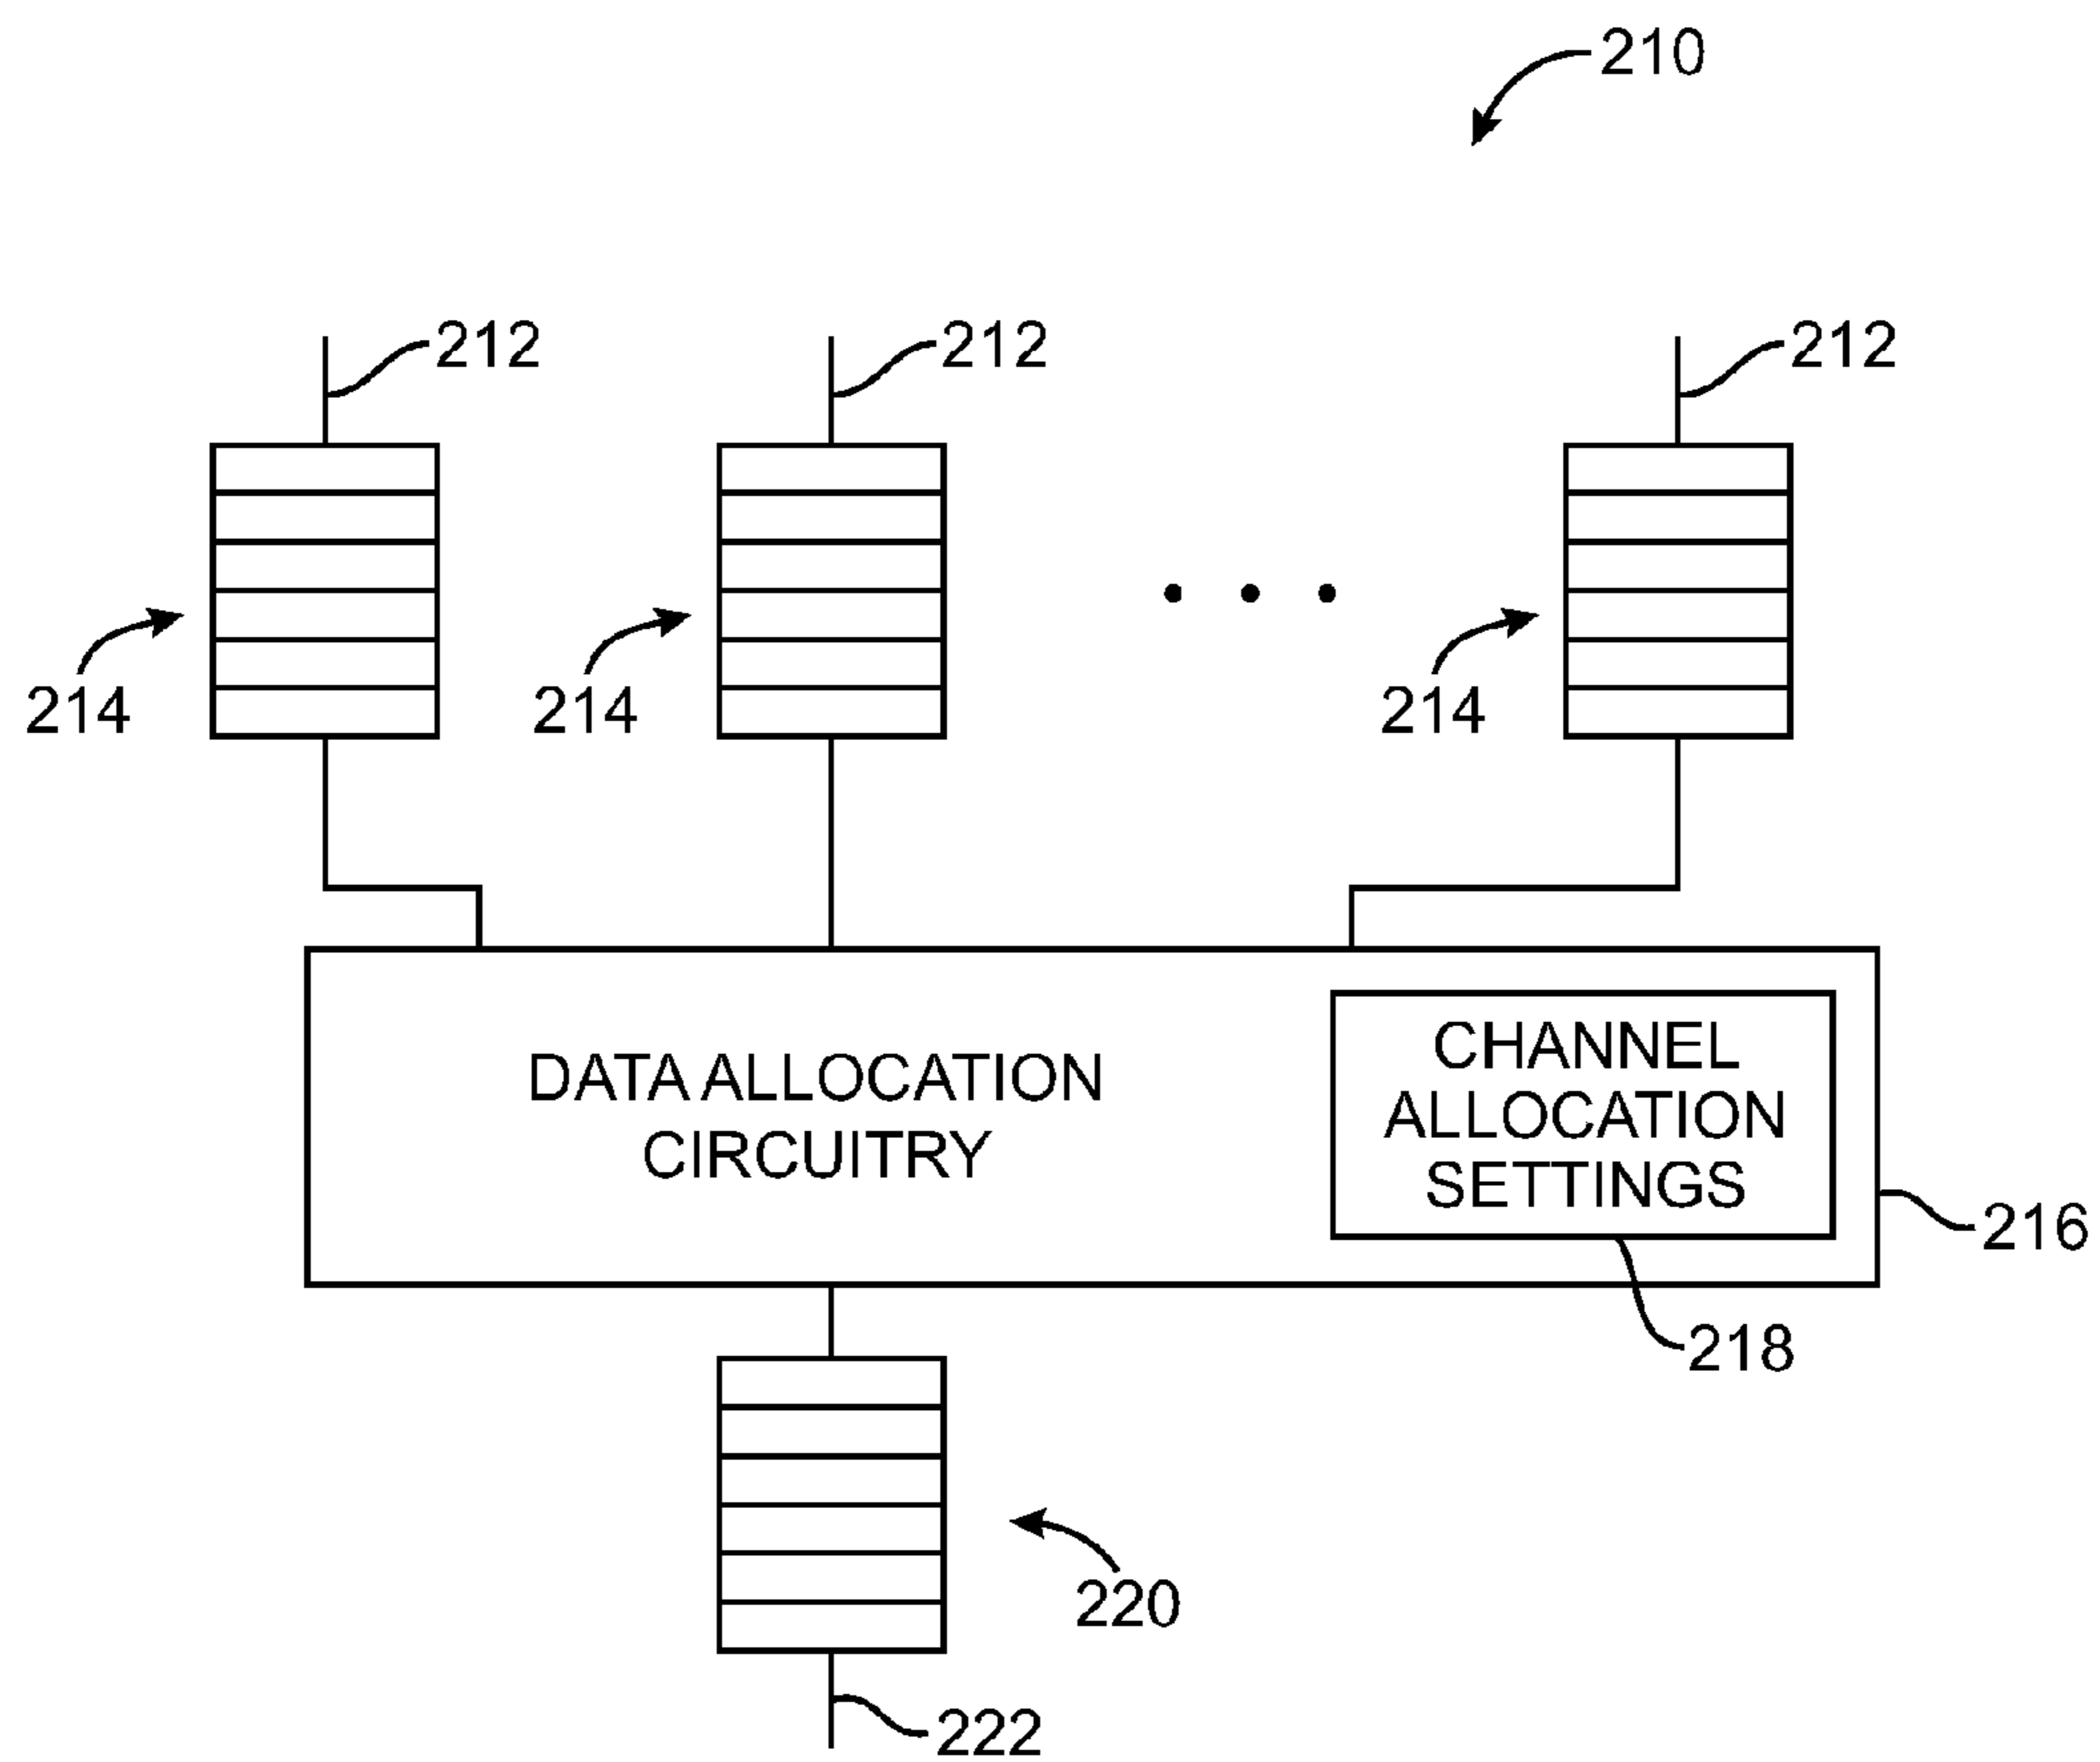 210
212
212
212
214
214
214
DATA ALLOCATION
CIRCUITRY
CHANNEL
ALLOCATION
SETTINGS
216
218
220
222